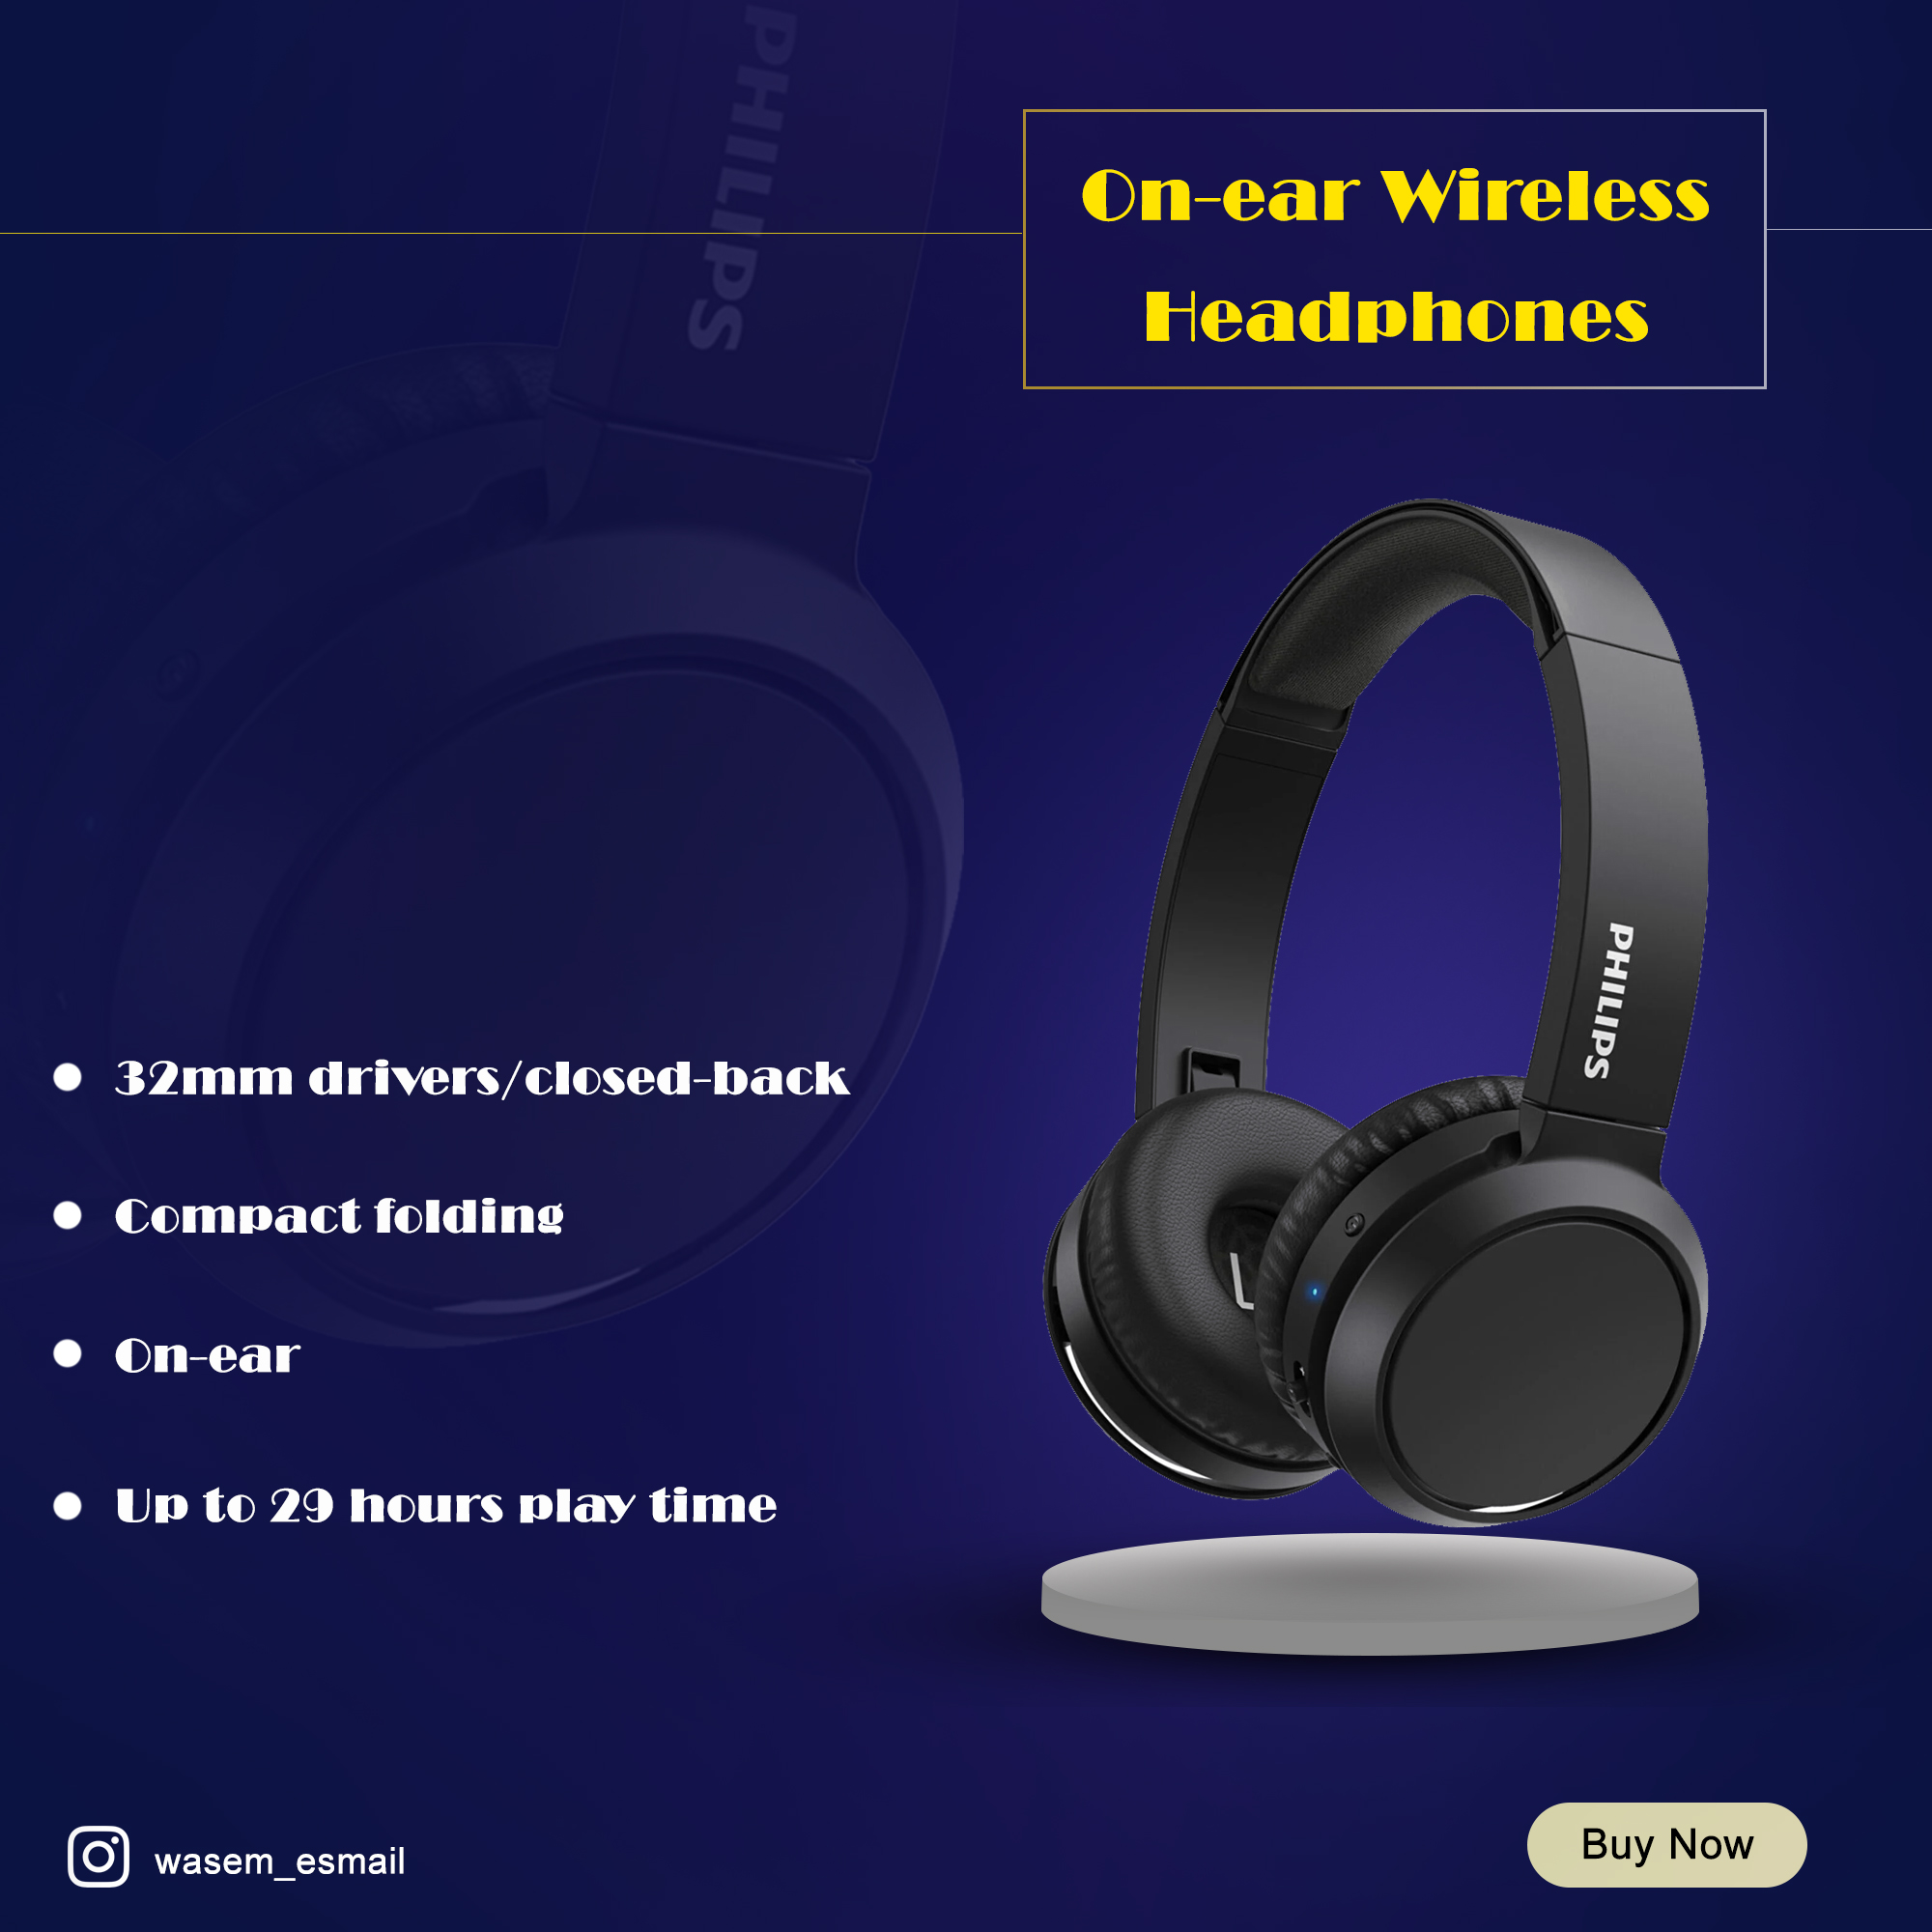 PHILIPS
On-ear Wireless
Headphones
PHILIPS
32mm drivers/closed-back
Compact folding
On-ear
Up to 29 hours play time
wasem_esmail
Buy Now